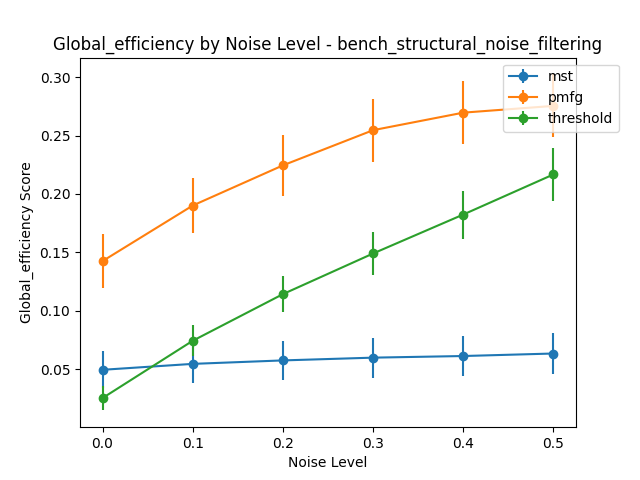 Global_efficiency by Noise Level - bench_structural_noise_filtering
mst
pmfg
threshold
Global_efficiency Score
0.30
0.25
0.20
0.15
0.10
0.05
0.0 0.1 0.2 0.3 0.4 0.5
Noise Level